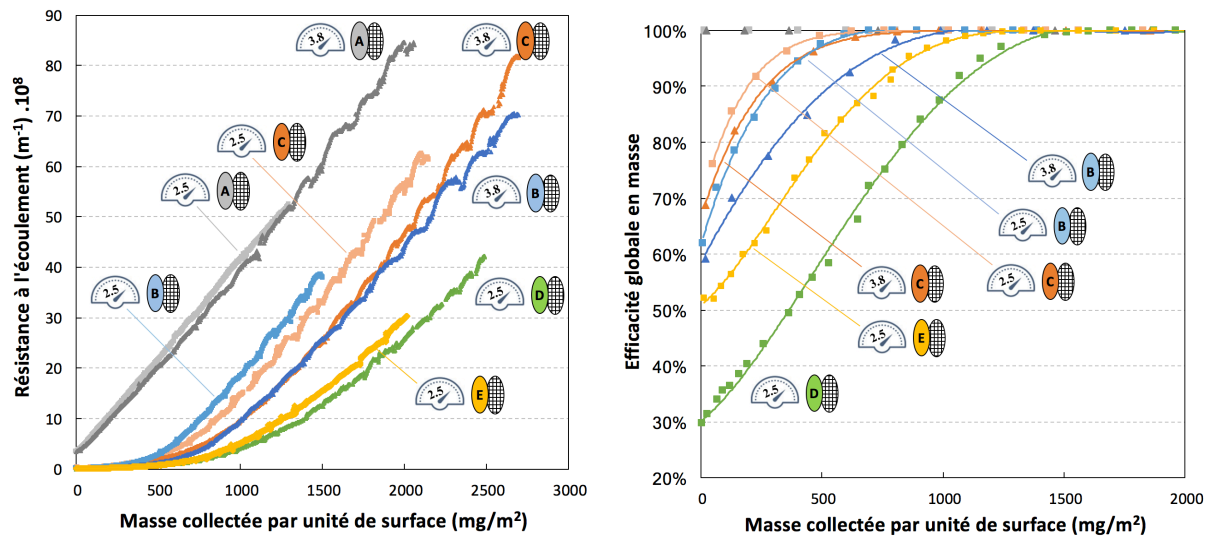 Résistance à l'écoulement (m⁻¹) .10⁸
90
80
70
60
50
40
30
20
10
0
0 500 1000 1500 2000 2500 3000
Masse collectée par unité de surface (mg/m²)
3.8 A
3.8 C
2.5 C
2.5 A
3.8 B
2.5 B
2.5 D
2.5 E
Efficacité globale en masse
100%
90%
80%
70%
60%
50%
40%
30%
20%
0 500 1000 1500 2000
Masse collectée par unité de surface (mg/m²)
3.8 B
2.5 B
3.8 C
2.5 C
2.5 E
2.5 D